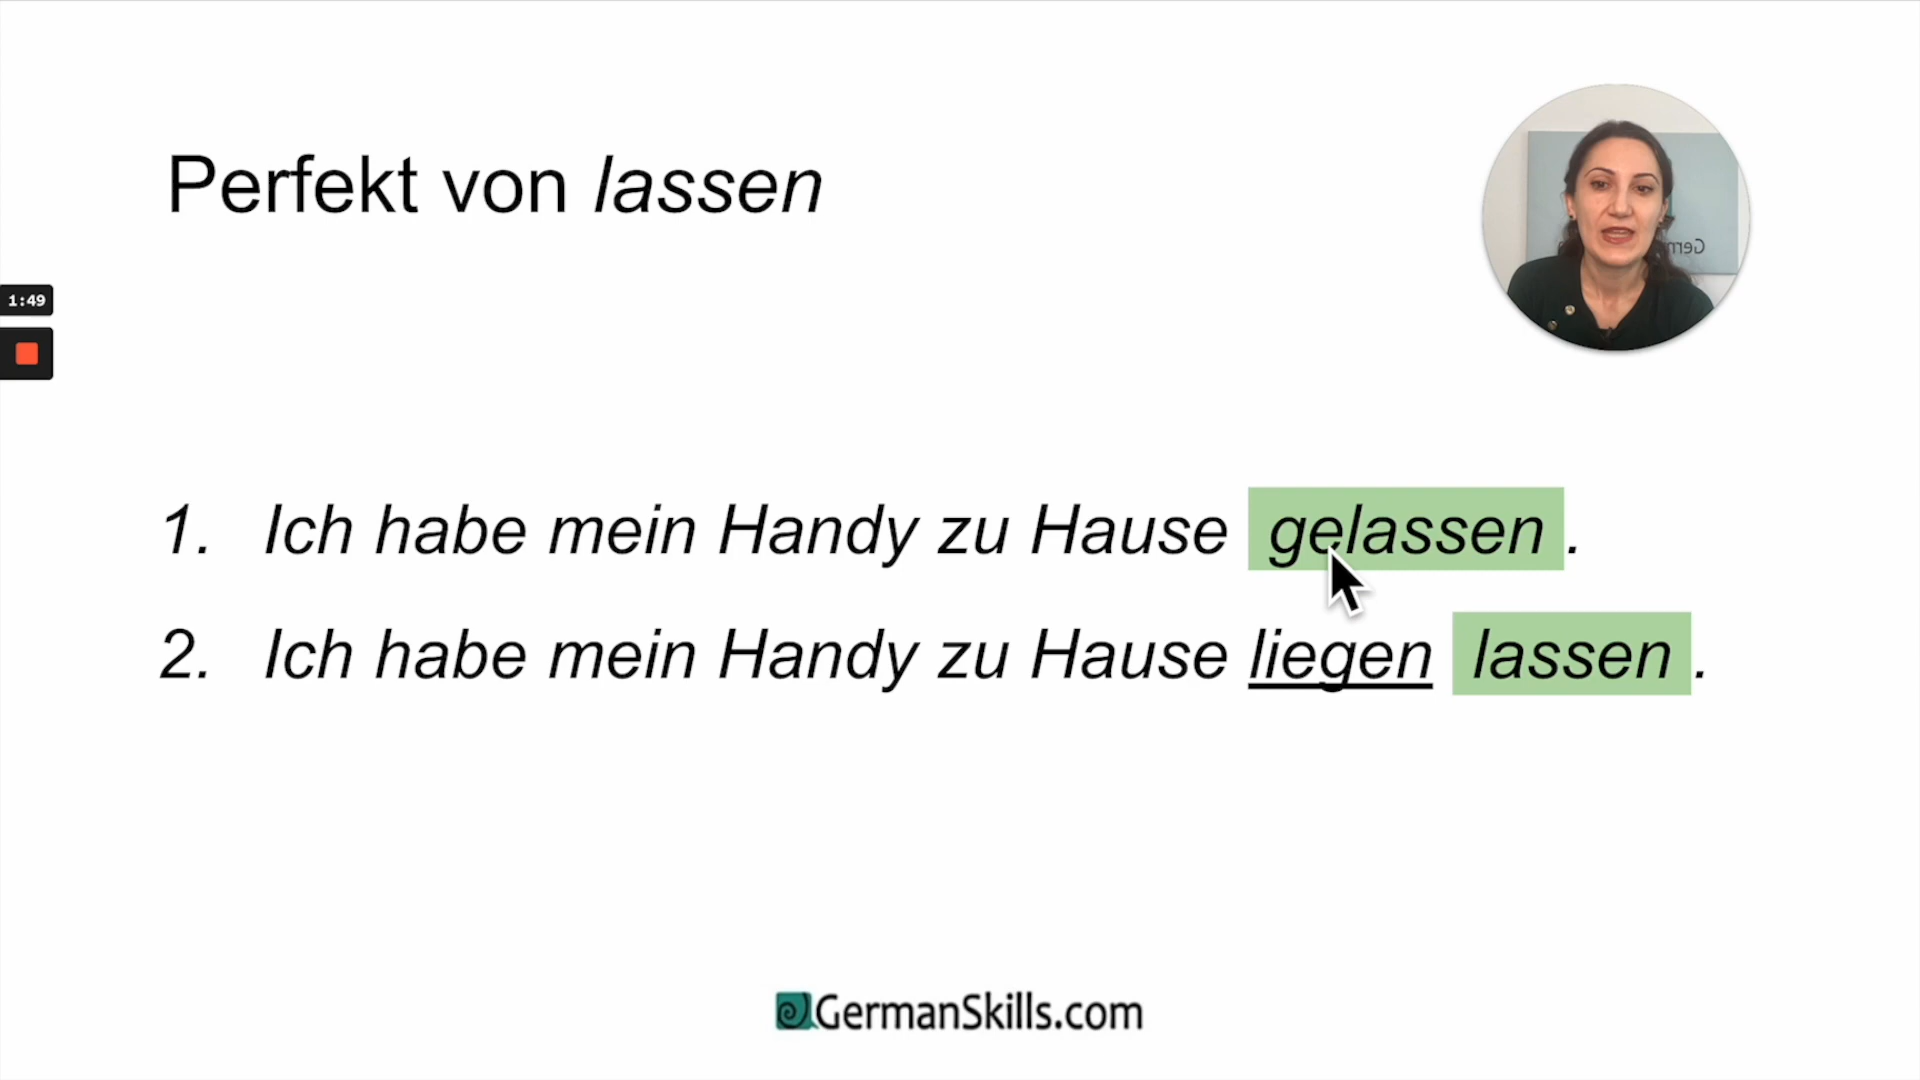 Perfekt von lassen
1:49
1. Ich habe mein Handy zu Hause gelassen .
2. Ich habe mein Handy zu Hause liegen lassen .
GermanSkills.com